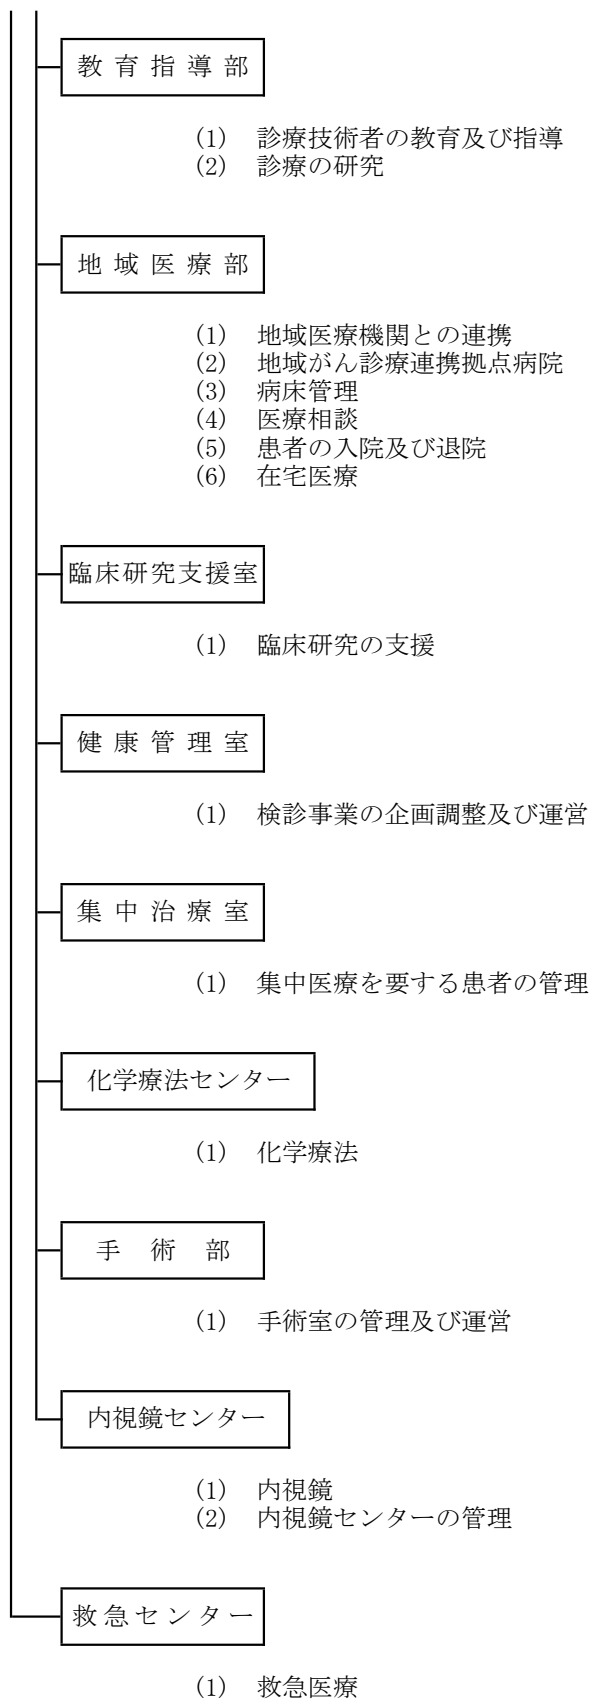 教育指導部
(1) 診療技術者の教育及び指導
(2) 診療の研究
地域医療部
(1) 地域医療機関との連携
(2) 地域がん診療連携拠点病院
(3) 病床管理
(4) 医療相談
(5) 患者の入院及び退院
(6) 在宅医療
臨床研究支援室
(1) 臨床研究の支援
健康管理室
(1) 検診事業の企画調整及び運営
集中治療室
(1) 集中医療を要する患者の管理
化学療法センター
(1) 化学療法
手術部
(1) 手術室の管理及び運営
内視鏡センター
(1) 内視鏡
(2) 内視鏡センターの管理
救急センター
(1) 救急医療